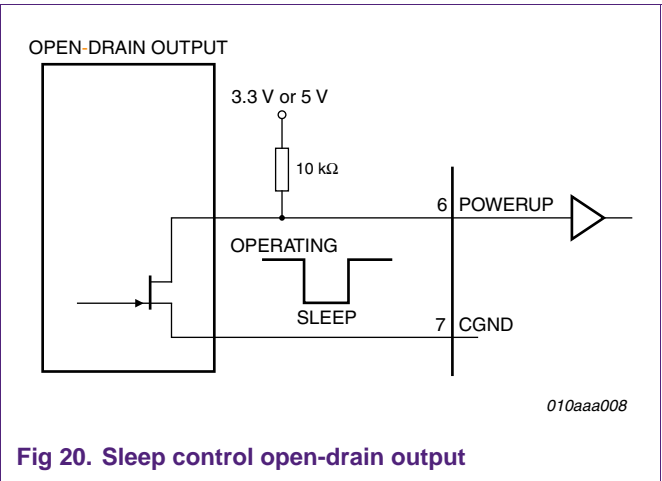 OPEN-DRAIN OUTPUT
3.3 V or 5 V
10 kΩ
6 POWERUP
OPERATING
SLEEP
7 CGND
010aaa008
Fig 20. Sleep control open-drain output